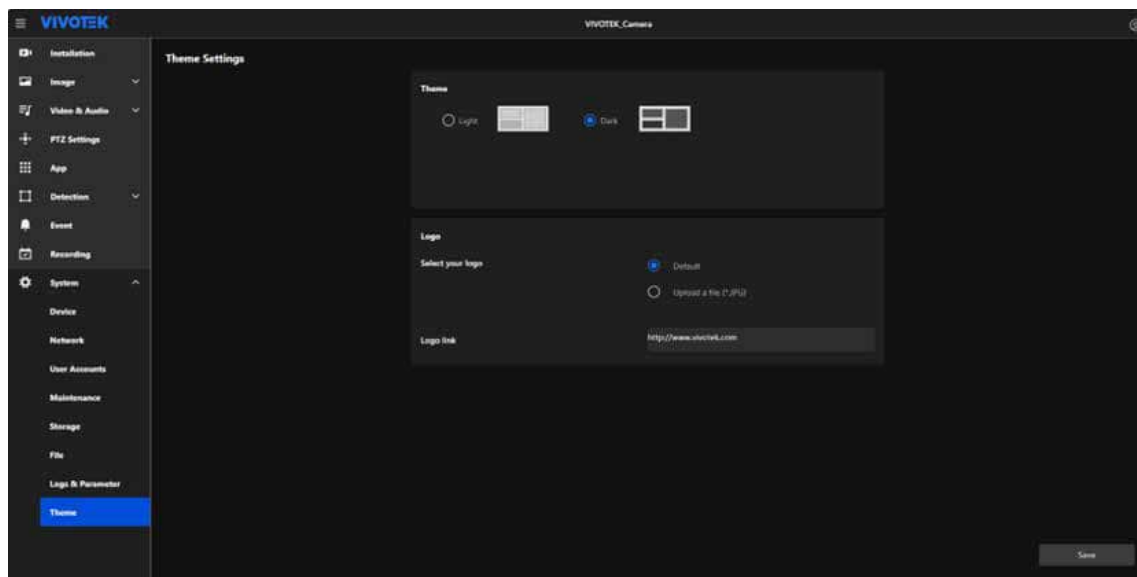 VIVOTEK
VIVOTEK_Camera
Installation
Image
Video & Audio
PTZ Settings
App
Detection
Event
Recording
System
Device
Network
User Accounts
Maintenance
Storage
File
Logs & Parameter
Theme
Theme Settings
Theme
Light
Dark
Logo
Select your logo
Default
Upload a file (*.JPG)
Logo link
http://www.vivotek.com
Save